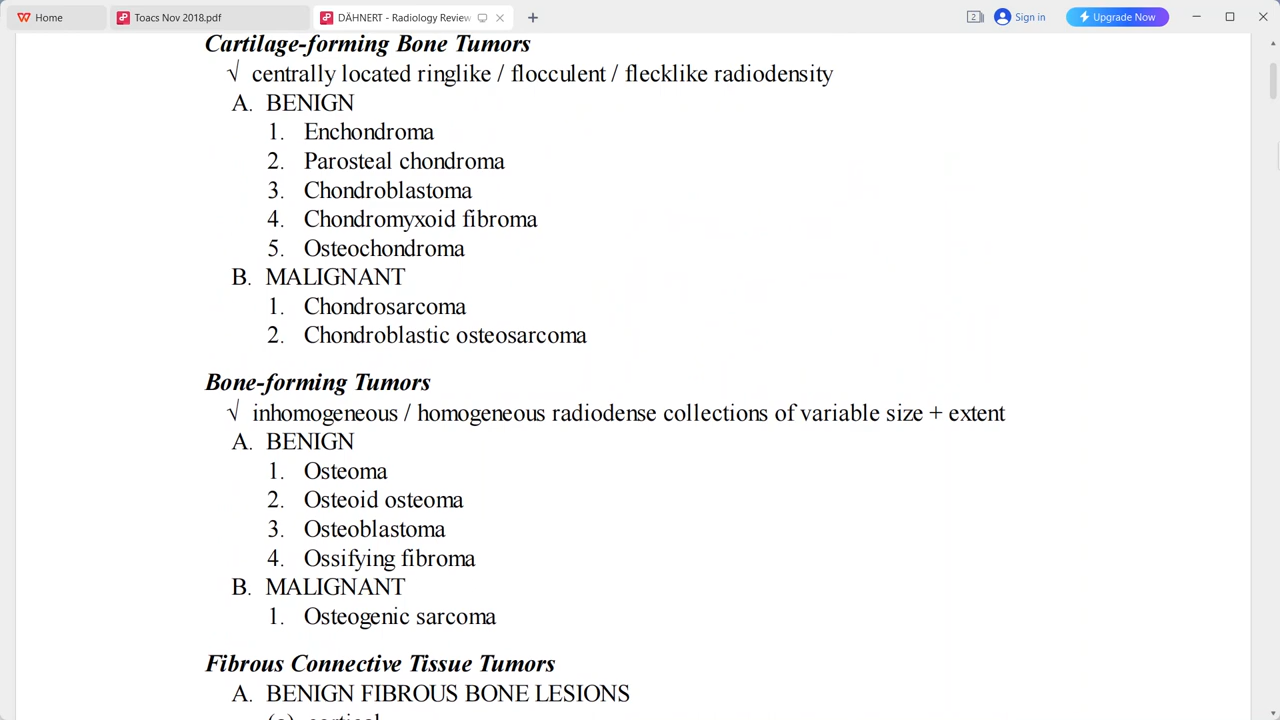 Home
Toacs Nov 2018.pdf
DÄHNERT - Radiology Review
2
Sign in
Upgrade Now
Cartilage-forming Bone Tumors
√ centrally located ringlike / flocculent / flecklike radiodensity
A. BENIGN
1. Enchondroma
2. Parosteal chondroma
3. Chondroblastoma
4. Chondromyxoid fibroma
5. Osteochondroma
B. MALIGNANT
1. Chondrosarcoma
2. Chondroblastic osteosarcoma
Bone-forming Tumors
√ inhomogeneous / homogeneous radiodense collections of variable size + extent
A. BENIGN
1. Osteoma
2. Osteoid osteoma
3. Osteoblastoma
4. Ossifying fibroma
B. MALIGNANT
1. Osteogenic sarcoma
Fibrous Connective Tissue Tumors
A. BENIGN FIBROUS BONE LESIONS
(a) cortical